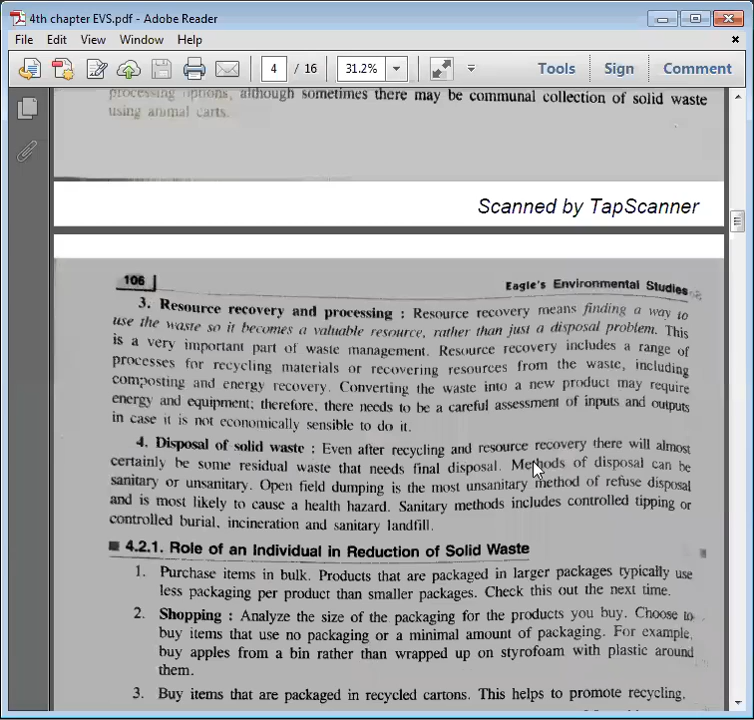 4th chapter EVS.pdf - Adobe Reader
File Edit View Window Help
4 / 16 31.2% Tools Sign Comment
processing options, although sometimes there may be communal collection of solid waste
using animal carts.
Scanned by TapScanner
106 Eagle's Environmental Studies
3. Resource recovery and processing : Resource recovery means finding a way to
use the waste so it becomes a valuable resource, rather than just a disposal problem. This
is a very important part of waste management. Resource recovery includes a range of
processes for recycling materials or recovering resources from the waste, including
composting and energy recovery. Converting the waste into a new product may require
energy and equipment; therefore, there needs to be a careful assessment of inputs and outputs
in case it is not economically sensible to do it.
4. Disposal of solid waste : Even after recycling and resource recovery there will almost
certainly be some residual waste that needs final disposal. Methods of disposal can be
sanitary or unsanitary. Open field dumping is the most unsanitary method of refuse disposal
and is most likely to cause a health hazard. Sanitary methods includes controlled tipping or
controlled burial, incineration and sanitary landfill.
4.2.1. Role of an Individual in Reduction of Solid Waste
1. Purchase items in bulk. Products that are packaged in larger packages typically use
less packaging per product than smaller packages. Check this out the next time.
2. Shopping : Analyze the size of the packaging for the products you buy. Choose to
buy items that use no packaging or a minimal amount of packaging. For example,
buy apples from a bin rather than wrapped up on styrofoam with plastic around
them.
3. Buy items that are packaged in recycled cartons. This helps to promote recycling,